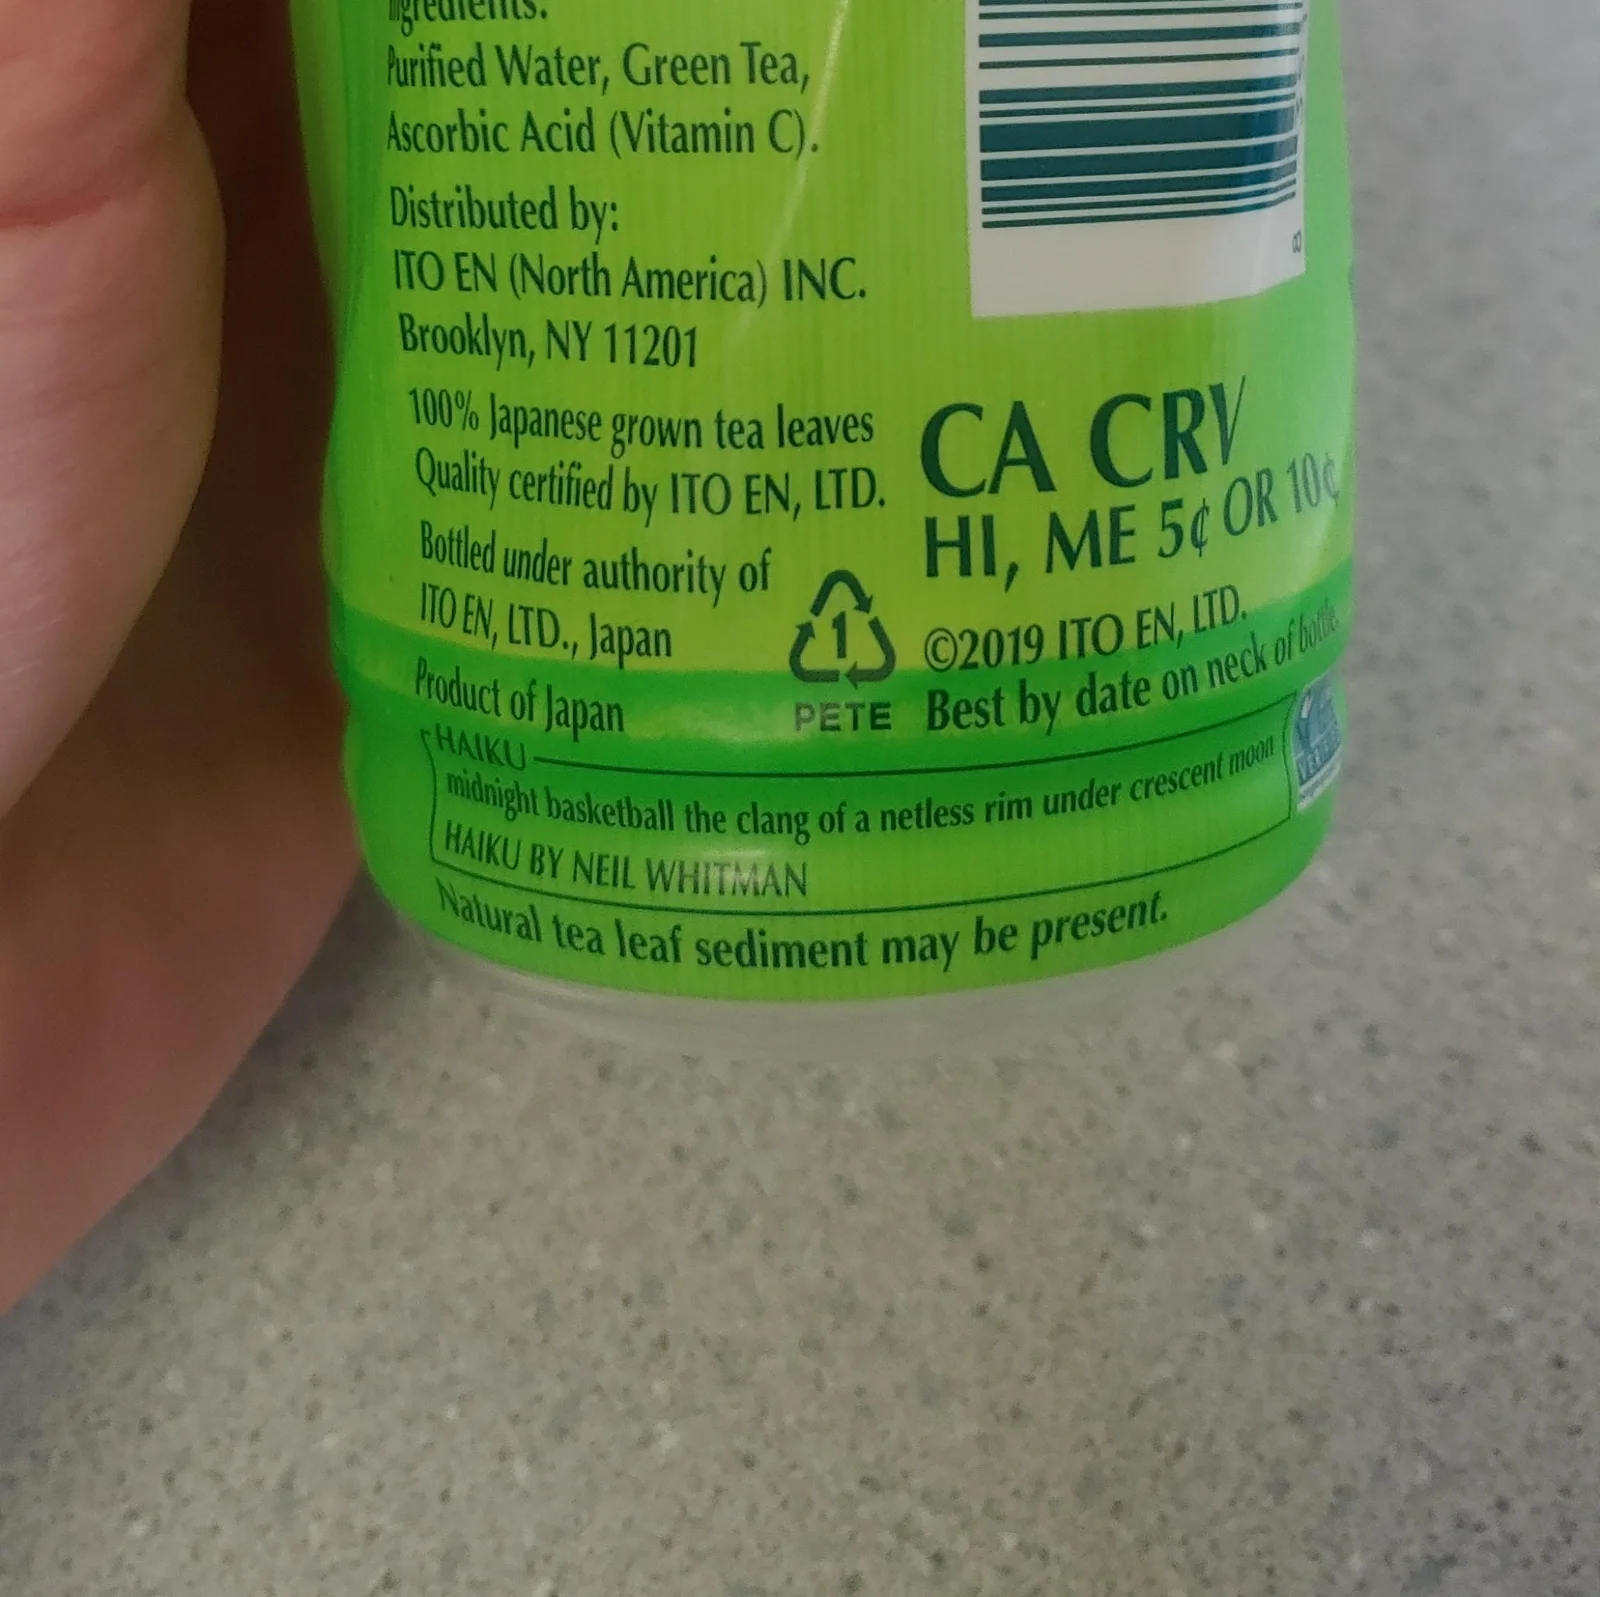 Ingredients:
Purified Water, Green Tea,
Ascorbic Acid (Vitamin C).
Distributed by:
ITO EN (North America) INC.
Brooklyn, NY 11201
100% Japanese grown tea leaves
Quality certified by ITO EN, LTD.
Bottled under authority of
ITO EN, LTD., Japan
Product of Japan
1
PETE
8
CA CRV
HI, ME 5¢ OR 10¢
©2019 ITO EN, LTD.
Best by date on neck of bottle.
HAIKU
midnight basketball the clang of a netless rim under crescent moon
HAIKU BY NEIL WHITMAN
Natural tea leaf sediment may be present.